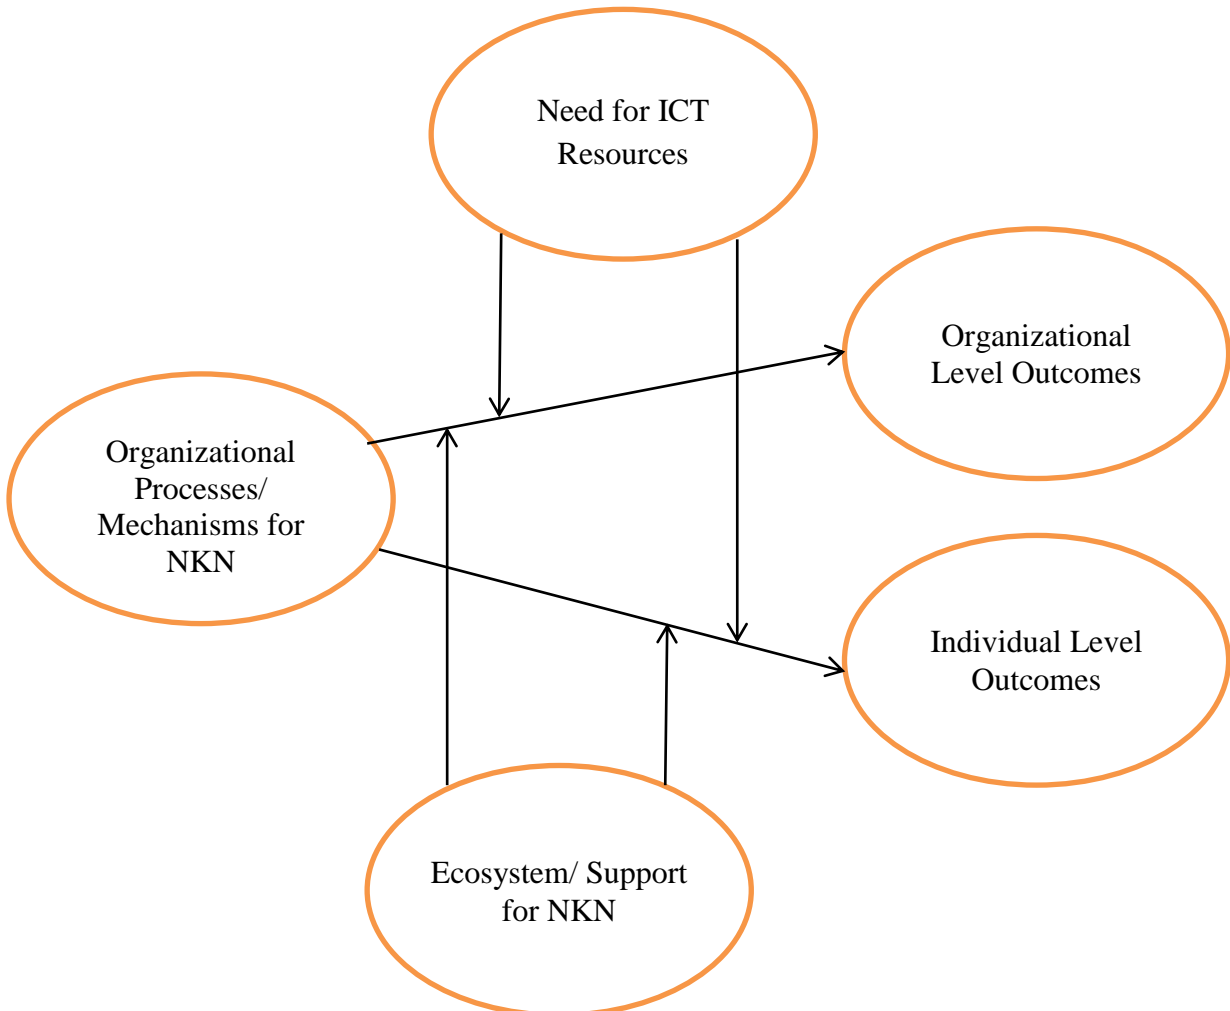 Need for ICT
Resources
Organizational
Level Outcomes
Organizational
Processes/
Mechanisms for
NKN
Individual Level
Outcomes
Ecosystem/ Support
for NKN